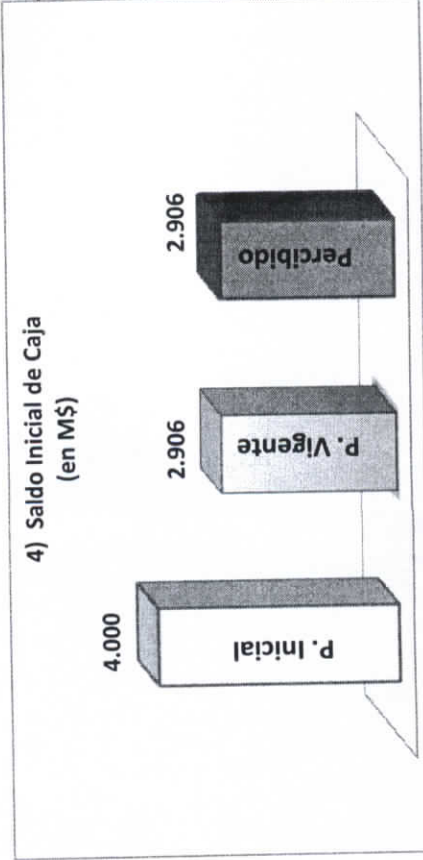 4) Saldo Inicial de Caja
(en M$)
4.000
2.906
2.906
P. Inicial
P. Vigente
Percibido